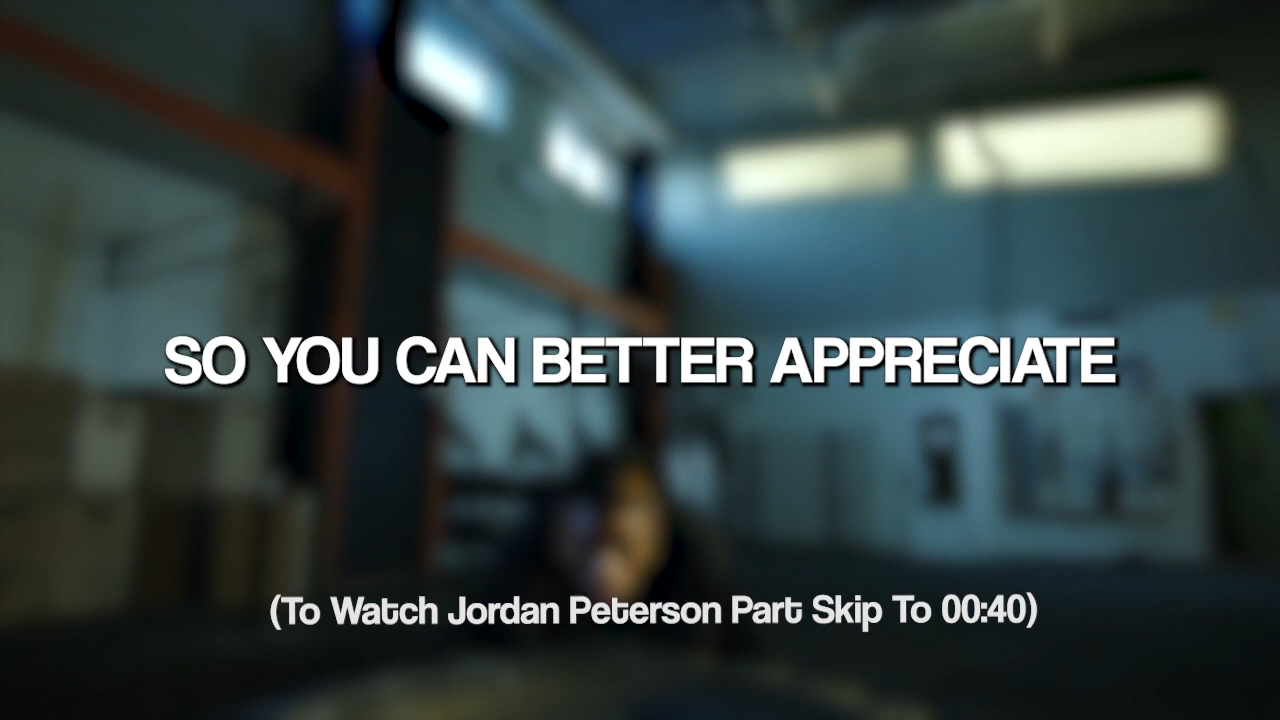 SO YOU CAN BETTER APPRECIATE
(To Watch Jordan Peterson Part Skip To 00:40)